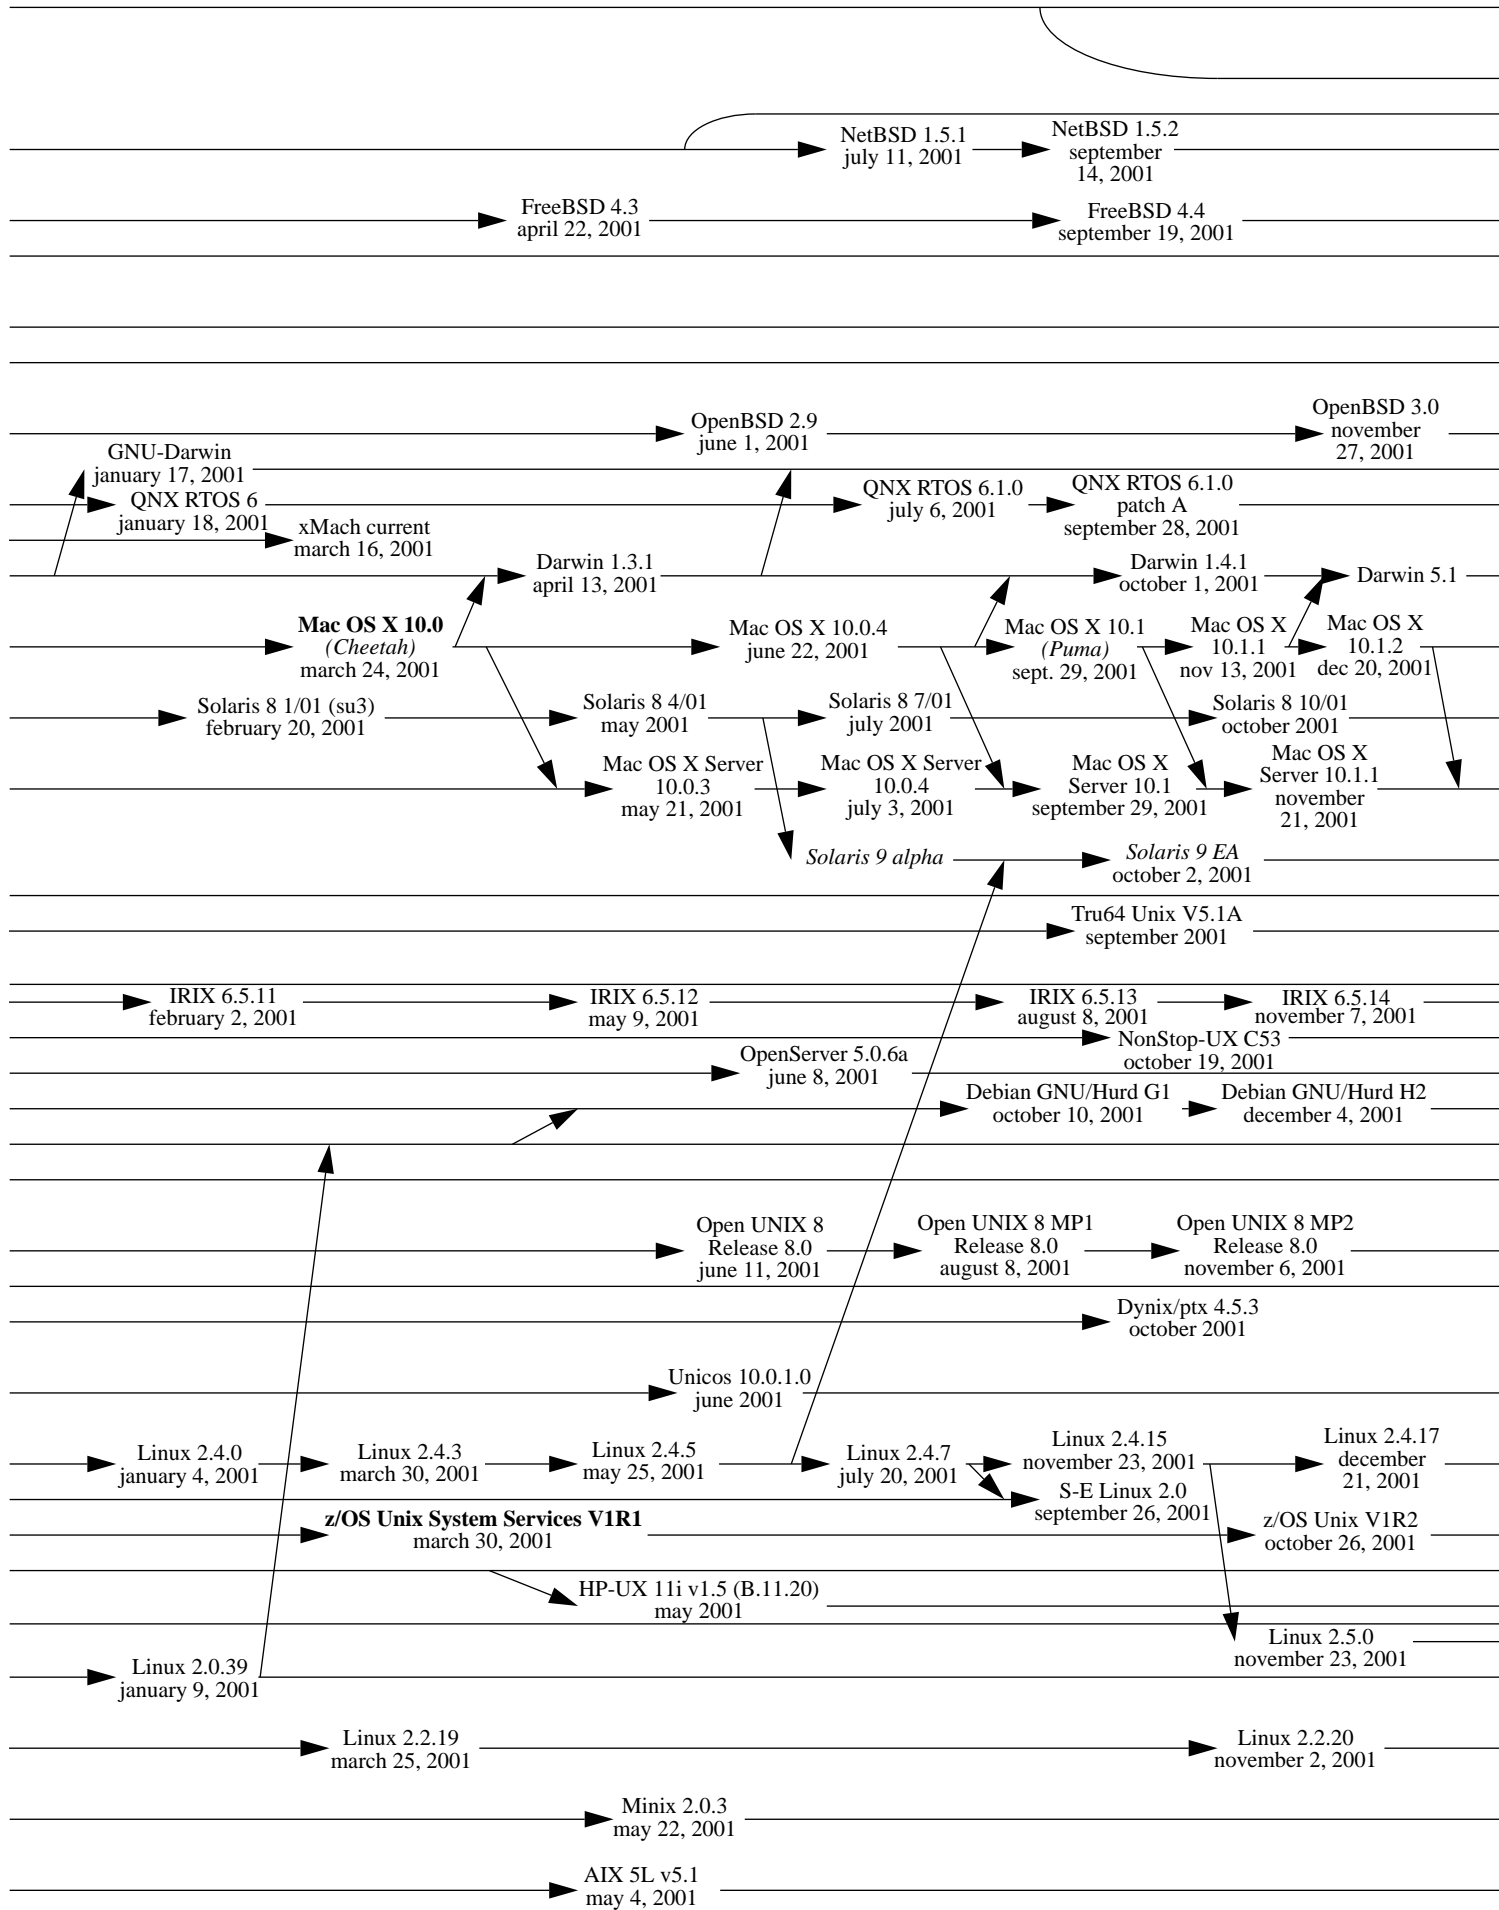 NetBSD 1.5.1
july 11, 2001
NetBSD 1.5.2
september
14, 2001
FreeBSD 4.3
april 22, 2001
FreeBSD 4.4
september 19, 2001
OpenBSD 2.9
june 1, 2001
OpenBSD 3.0
november
27, 2001
GNU-Darwin
january 17, 2001
QNX RTOS 6
january 18, 2001
QNX RTOS 6.1.0
july 6, 2001
QNX RTOS 6.1.0
patch A
september 28, 2001
xMach current
march 16, 2001
Darwin 1.3.1
april 13, 2001
Darwin 1.4.1
october 1, 2001
Darwin 5.1
Mac OS X 10.0
(Cheetah)
march 24, 2001
Mac OS X 10.0.4
june 22, 2001
Mac OS X 10.1
(Puma)
sept. 29, 2001
Mac OS X
10.1.1
nov 13, 2001
Mac OS X
10.1.2
dec 20, 2001
Solaris 8 1/01 (su3)
february 20, 2001
Solaris 8 4/01
may 2001
Solaris 8 7/01
july 2001
Solaris 8 10/01
october 2001
Mac OS X Server
10.0.3
may 21, 2001
Mac OS X Server
10.0.4
july 3, 2001
Mac OS X
Server 10.1
september 29, 2001
Mac OS X
Server 10.1.1
november
21, 2001
Solaris 9 alpha
Solaris 9 EA
october 2, 2001
Tru64 Unix V5.1A
september 2001
IRIX 6.5.11
february 2, 2001
IRIX 6.5.12
may 9, 2001
IRIX 6.5.13
august 8, 2001
IRIX 6.5.14
november 7, 2001
NonStop-UX C53
october 19, 2001
OpenServer 5.0.6a
june 8, 2001
Debian GNU/Hurd G1
october 10, 2001
Debian GNU/Hurd H2
december 4, 2001
Open UNIX 8
Release 8.0
june 11, 2001
Open UNIX 8 MP1
Release 8.0
august 8, 2001
Open UNIX 8 MP2
Release 8.0
november 6, 2001
Dynix/ptx 4.5.3
october 2001
Unicos 10.0.1.0
june 2001
Linux 2.4.0
january 4, 2001
Linux 2.4.3
march 30, 2001
Linux 2.4.5
may 25, 2001
Linux 2.4.7
july 20, 2001
Linux 2.4.15
november 23, 2001
Linux 2.4.17
december
21, 2001
S-E Linux 2.0
september 26, 2001
z/OS Unix System Services V1R1
march 30, 2001
z/OS Unix V1R2
october 26, 2001
HP-UX 11i v1.5 (B.11.20)
may 2001
Linux 2.5.0
november 23, 2001
Linux 2.0.39
january 9, 2001
Linux 2.2.19
march 25, 2001
Linux 2.2.20
november 2, 2001
Minix 2.0.3
may 22, 2001
AIX 5L v5.1
may 4, 2001